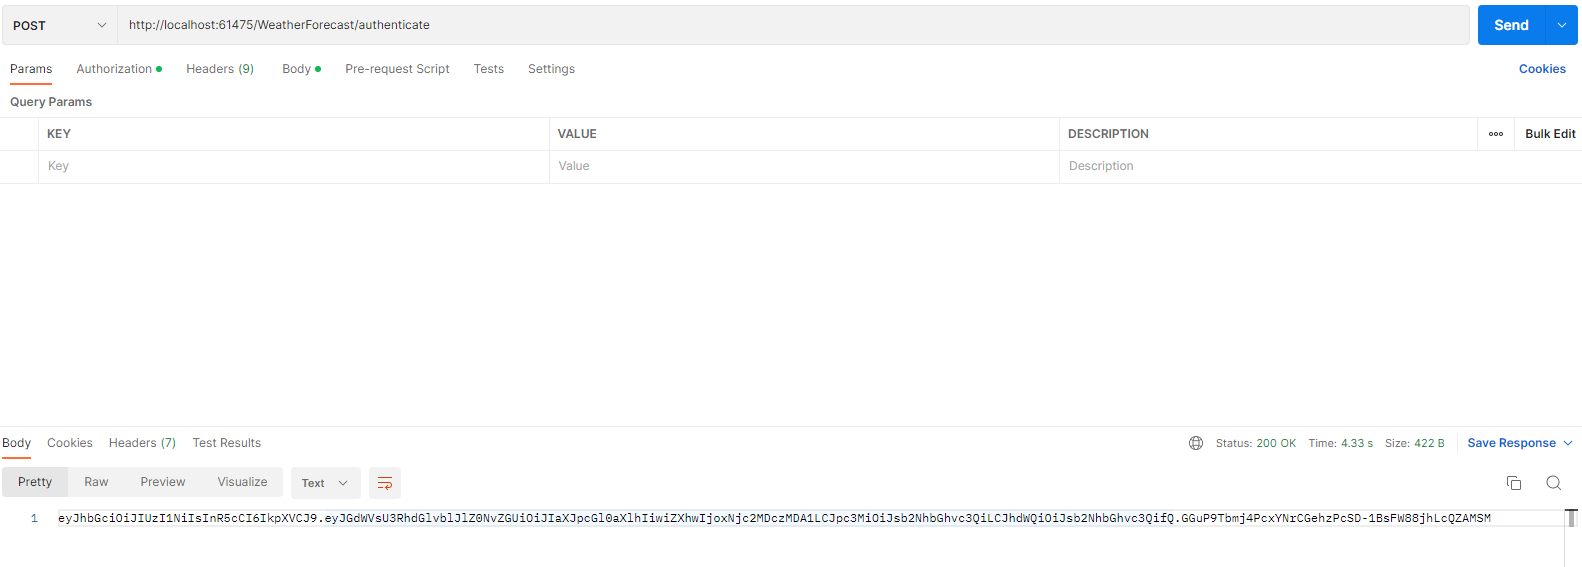 POST http://localhost:61475/WeatherForecast/authenticate Send
Params Authorization Headers (9) Body Pre-request Script Tests Settings Cookies
Query Params
KEY VALUE DESCRIPTION Bulk Edit
Key Value Description
Body Cookies Headers (7) Test Results Status: 200 OK Time: 4.33 s Size: 422 B Save Response
Pretty Raw Preview Visualize Text
1 eyJhbGciOiJIUzI1NiIsInR5cCI6IkpXVCJ9.eyJGdWVsU3RhdGlvblJlZ0NvZGUiOiJIaXJpcGl0aXlhIiwiZXhwIjoxNjc2MDczMDA1LCJpc3MiOiJsb2NhbGhvc3QiLCJhdWQiOiJsb2NhbGhvc3QifQ.GGuP9Tbmj4PcxYNrCGehzPcSD-1BsFW88jhLcQZAMSM